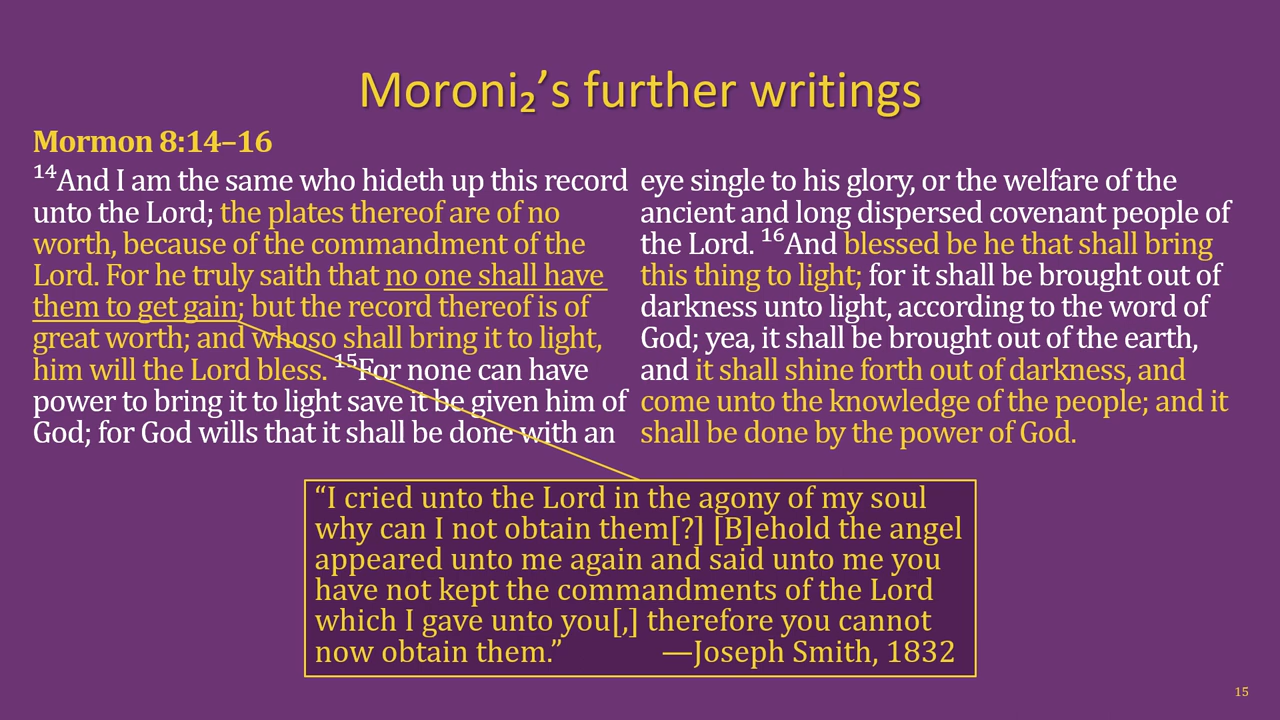 Moroni₂’s further writings
Mormon 8:14–16
¹⁴And I am the same who hideth up this record
unto the Lord; the plates thereof are of no
worth, because of the commandment of the
Lord. For he truly saith that no one shall have
them to get gain; but the record thereof is of
great worth; and whoso shall bring it to light,
him will the Lord bless. ¹⁵For none can have
power to bring it to light save it be given him of
God; for God wills that it shall be done with an
eye single to his glory, or the welfare of the
ancient and long dispersed covenant people of
the Lord. ¹⁶And blessed be he that shall bring
this thing to light; for it shall be brought out of
darkness unto light, according to the word of
God; yea, it shall be brought out of the earth,
and it shall shine forth out of darkness, and
come unto the knowledge of the people; and it
shall be done by the power of God.
“I cried unto the Lord in the agony of my soul
why can I not obtain them[?] [B]ehold the angel
appeared unto me again and said unto me you
have not kept the commandments of the Lord
which I gave unto you[,] therefore you cannot
now obtain them.” —Joseph Smith, 1832
15